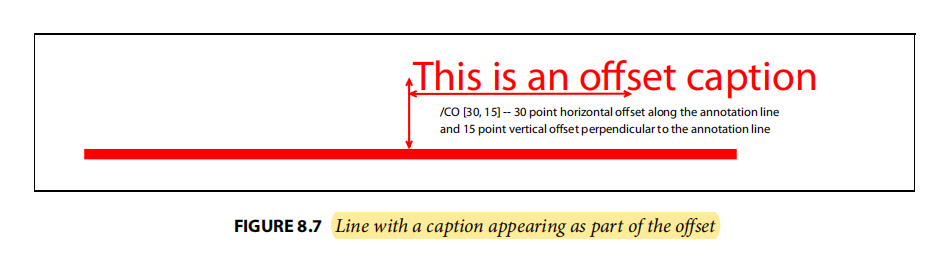 This is an offset caption
/CO [30, 15] -- 30 point horizontal offset along the annotation line
and 15 point vertical offset perpendicular to the annotation line
FIGURE 8.7 Line with a caption appearing as part of the offset